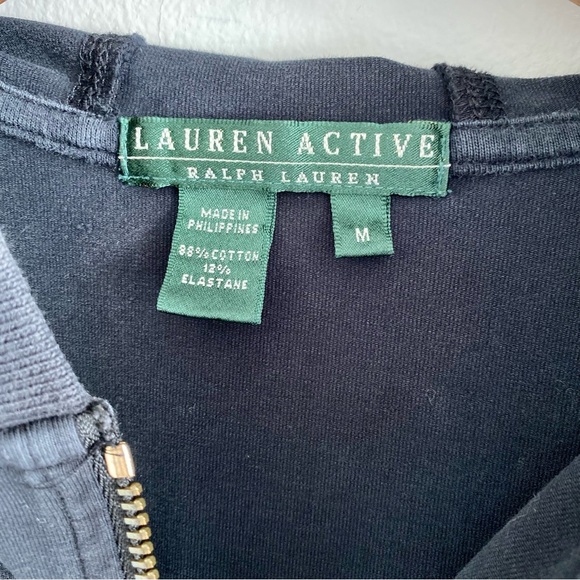 LAUREN ACTIVE
RALPH LAUREN
MADE IN
PHILIPPINES
88% COTTON
12%
ELASTANE
M